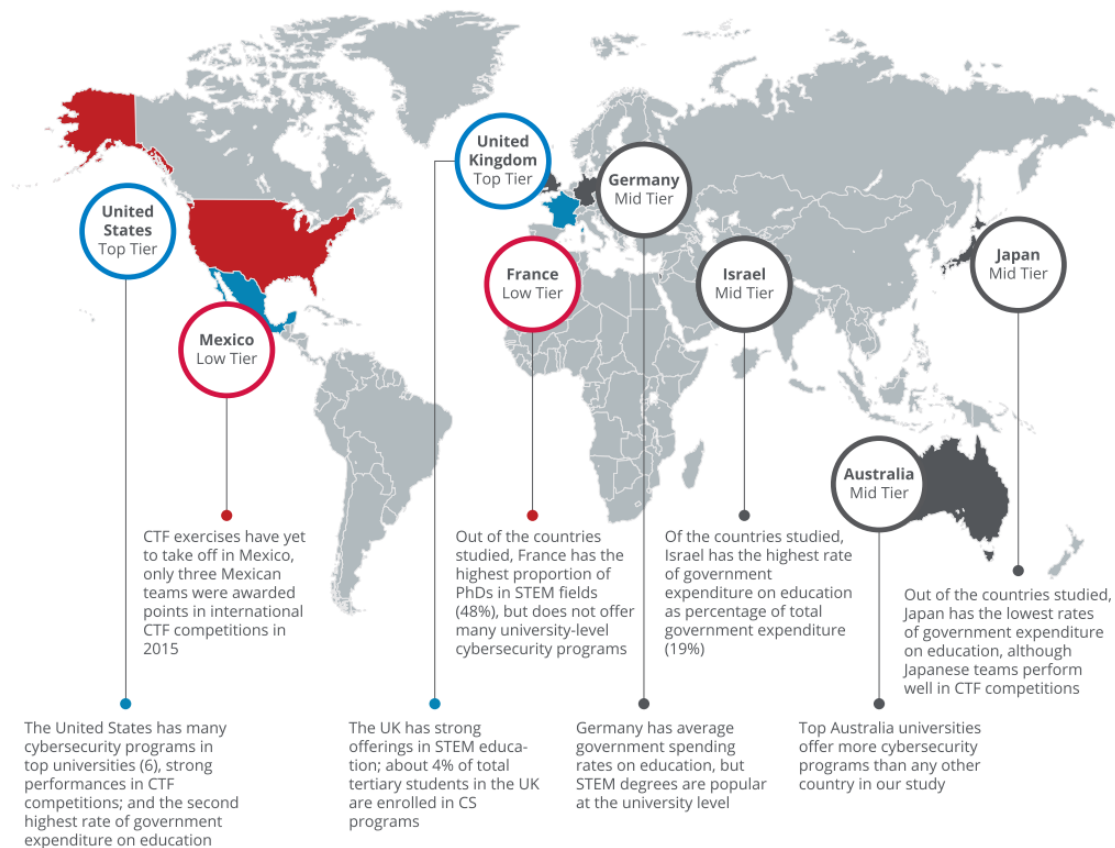 United
Kingdom
Top Tier
Germany
Mid Tier
United
States
Top Tier
France
Low Tier
Israel
Mid Tier
Japan
Mid Tier
Mexico
Low Tier
Australia
Mid Tier
CTF exercises have yet
to take off in Mexico,
only three Mexican
teams were awarded
points in international
CTF competitions in
2015
Out of the countries
studied, France has the
highest proportion of
PhDs in STEM fields
(48%), but does not offer
many university-level
cybersecurity programs
Of the countries studied,
Israel has the highest rate
of government
expenditure on education
as percentage of total
government expenditure
(19%)
Out of the countries studied,
Japan has the lowest rates
of government expenditure
on education, although
Japanese teams perform
well in CTF competitions
The United States has many
cybersecurity programs in
top universities (6), strong
performances in CTF
competitions; and the second
highest rate of government
expenditure on education
The UK has strong
offerings in STEM educa-
tion; about 4% of total
tertiary students in the UK
are enrolled in CS
programs
Germany has average
government spending
rates on education, but
STEM degrees are popular
at the university level
Top Australia universities
offer more cybersecurity
programs than any other
country in our study